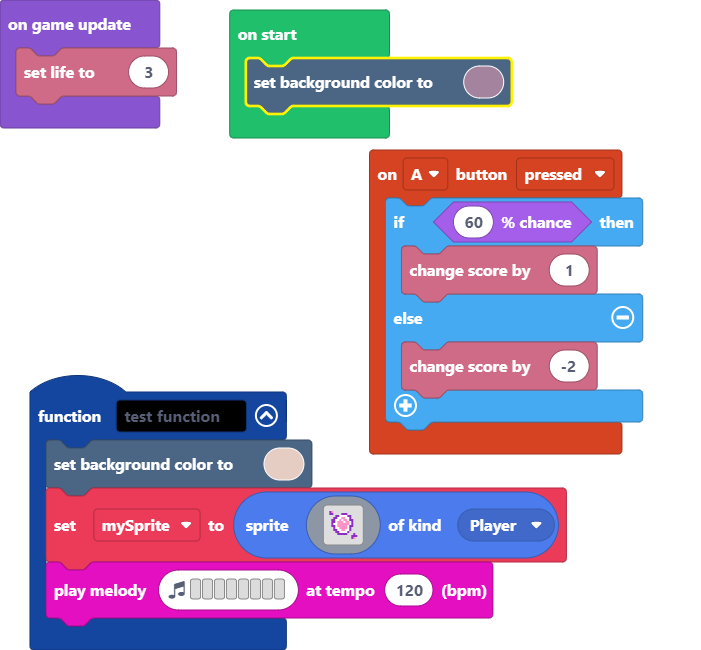 on game update
set life to 3
on start
set background color to
on A button pressed
if 60 % chance then
change score by 1
else
change score by -2
function test function
set background color to
set mySprite to sprite of kind Player
play melody at tempo 120 (bpm)